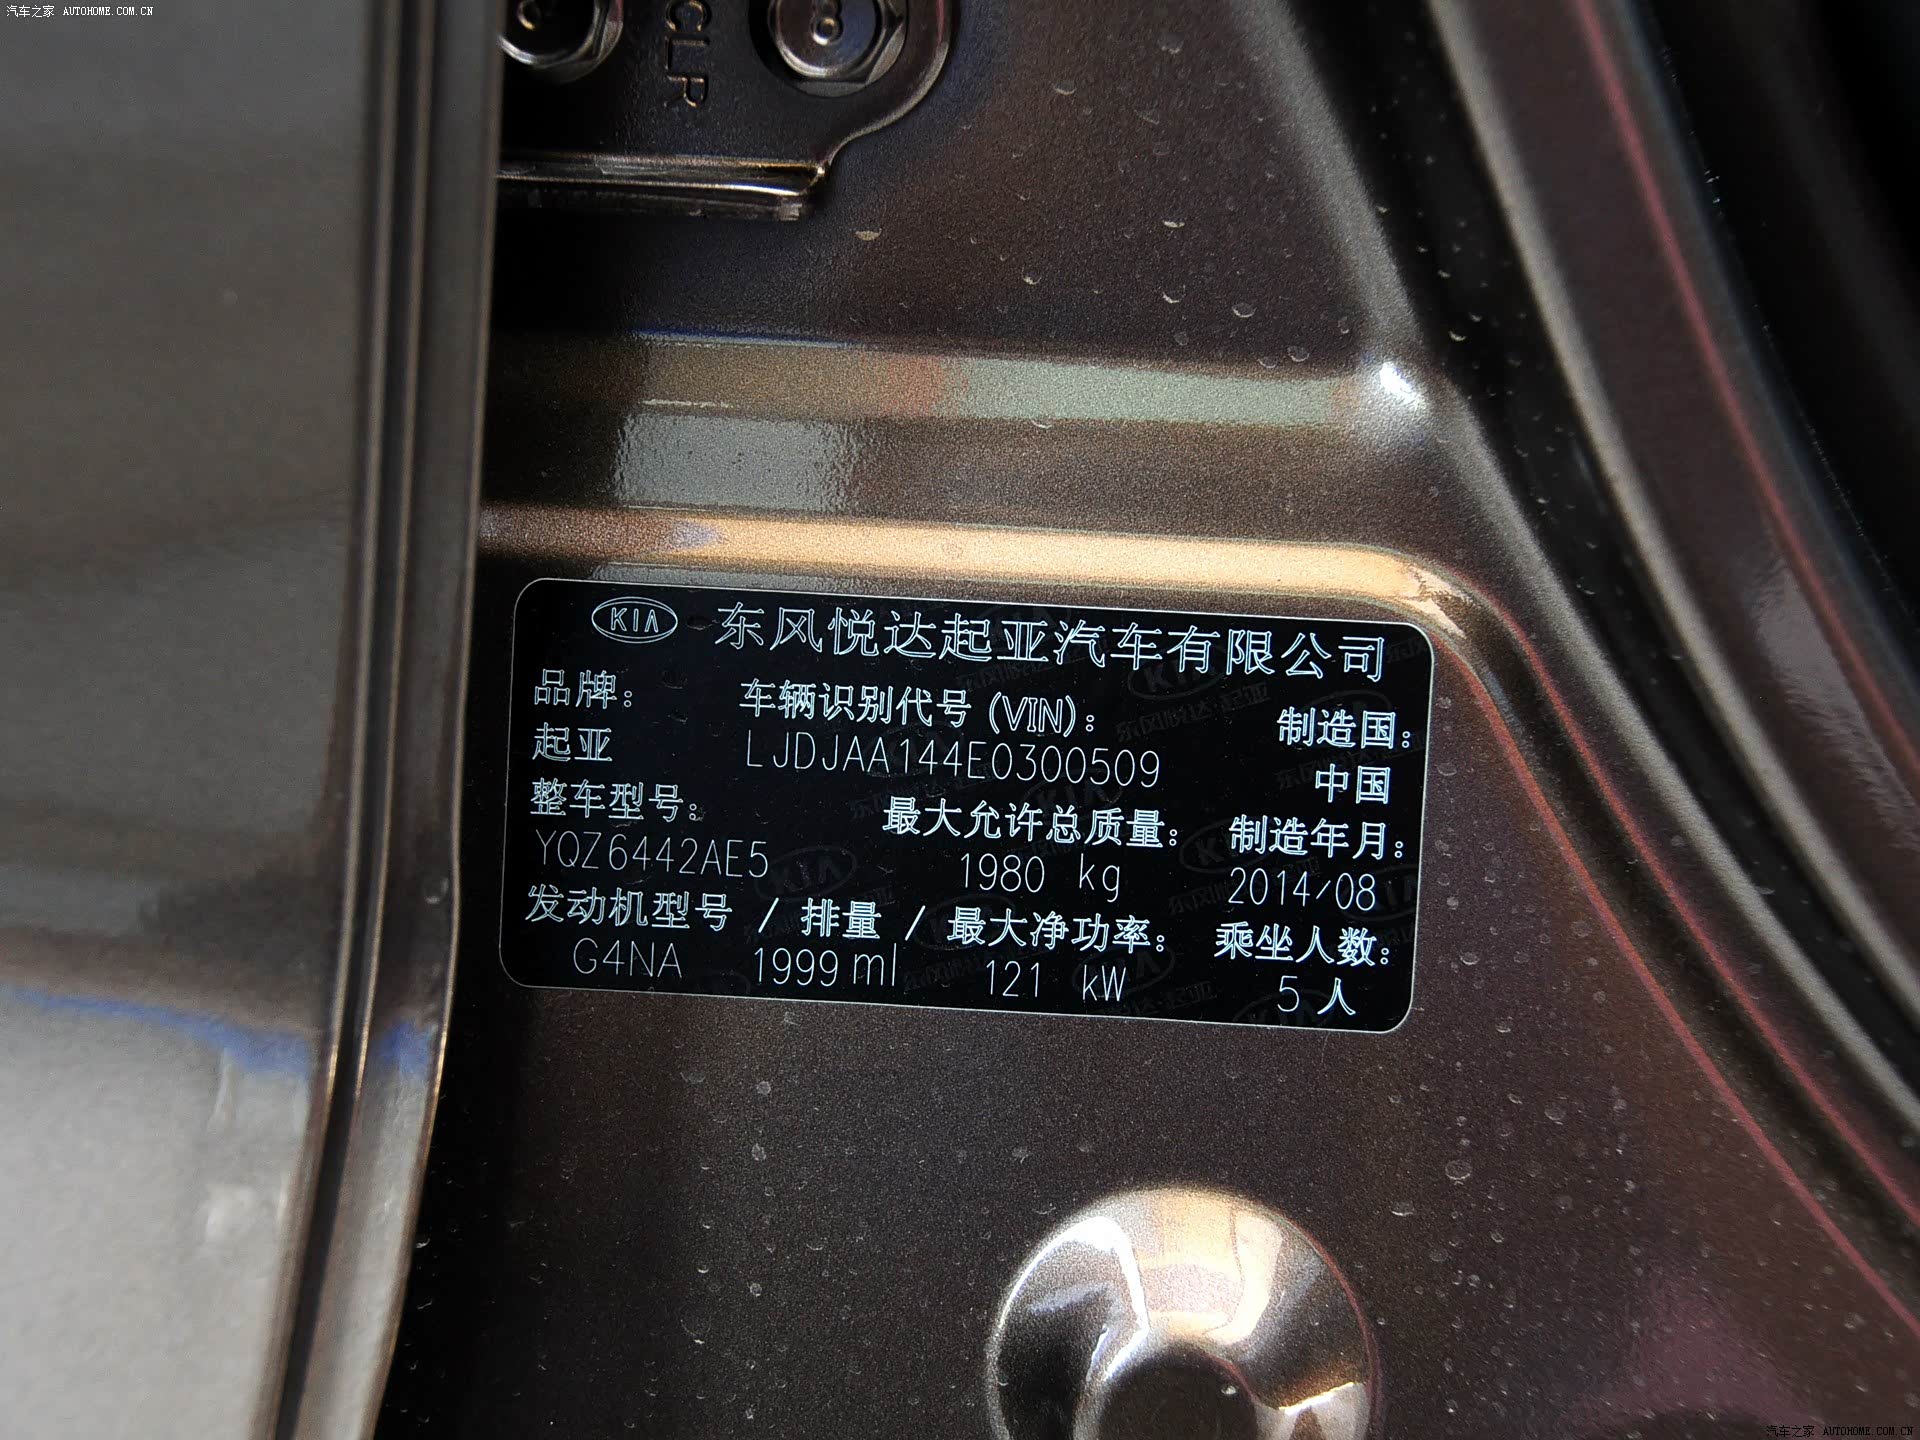 汽车之家 AUTOHOME.COM.CN
CLR
8
KIA 东风悦达起亚汽车有限公司
品牌: 车辆识别代号 (VIN): 制造国:
起亚 LJDJAA144E0300509 中国
整车型号: 最大允许总质量: 制造年月:
YQZ6442AE5 1980 kg 2014/08
发动机型号 / 排量 / 最大净功率: 乘坐人数:
G4NA 1999ml 121 kW 5人
汽车之家 AUTOHOME.COM.CN